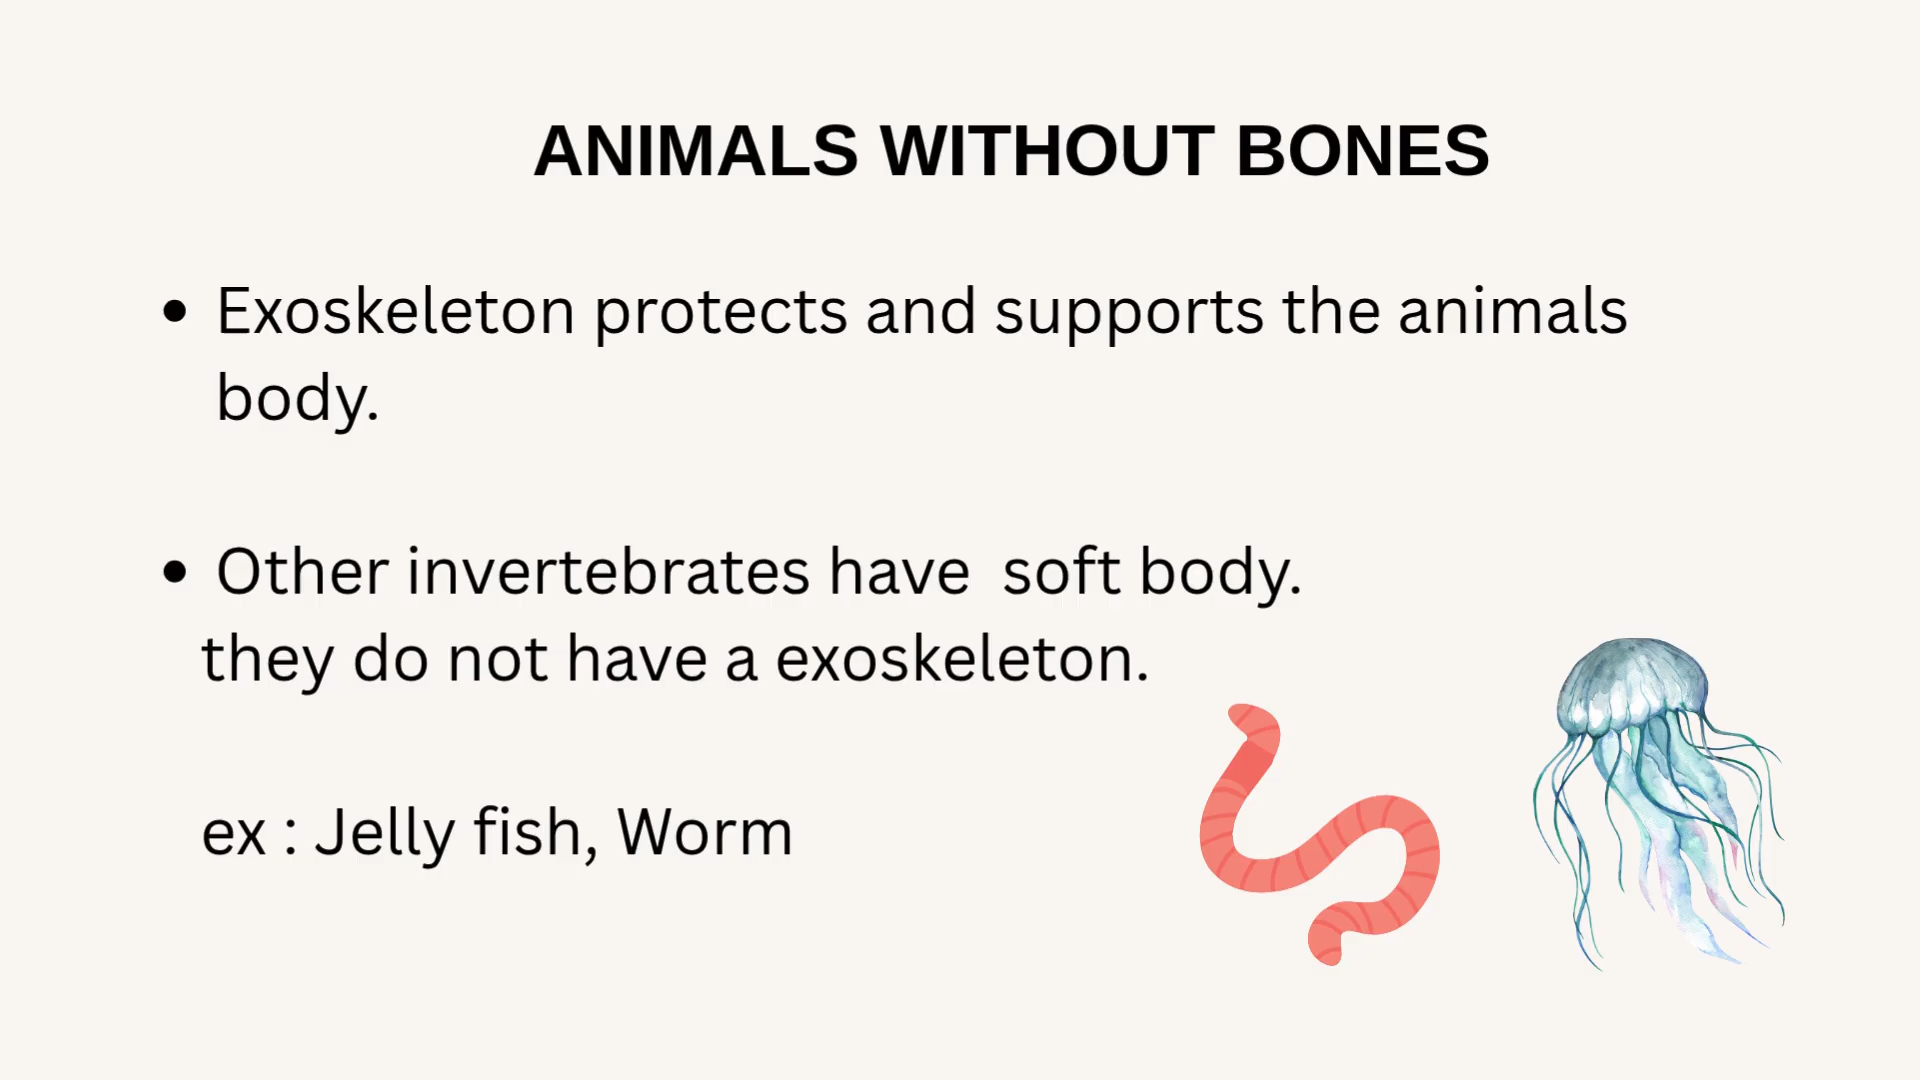 ANIMALS WITHOUT BONES
• Exoskeleton protects and supports the animals
body.
• Other invertebrates have  soft body.
they do not have a exoskeleton.
ex : Jelly fish, Worm